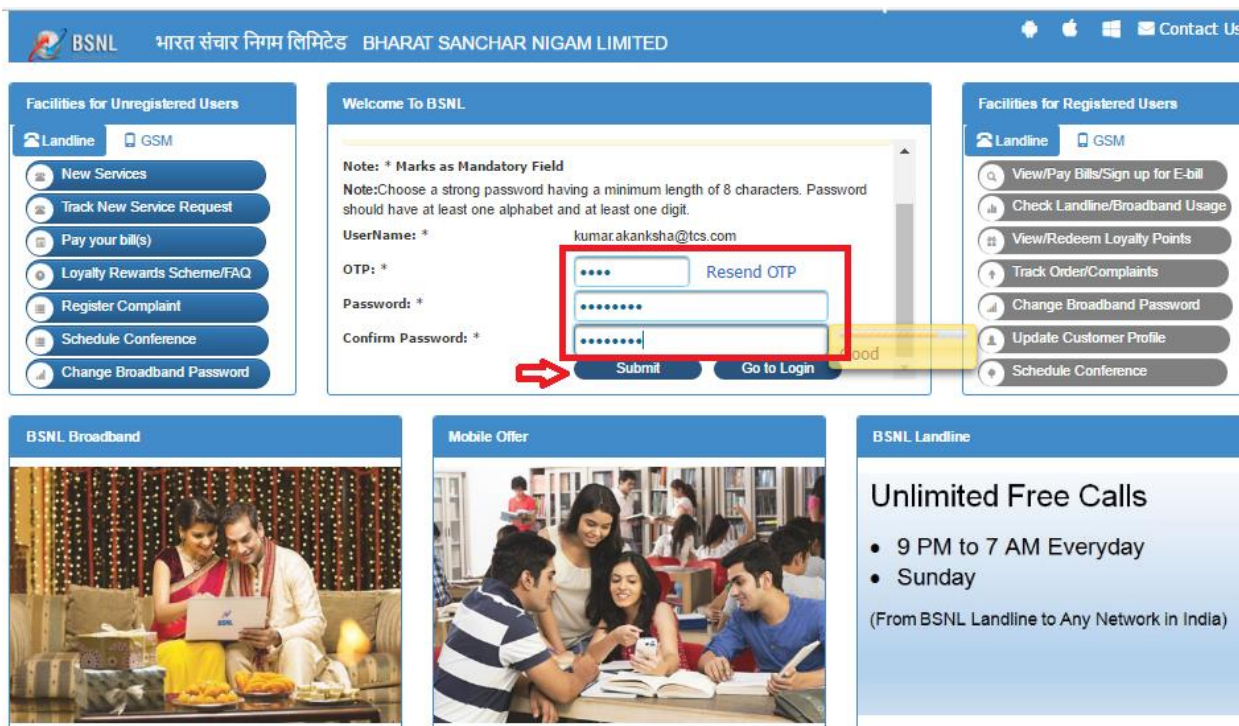 BSNL भारत संचार निगम लिमिटेड BHARAT SANCHAR NIGAM LIMITED
Contact Us
Facilities for Unregistered Users
Landline GSM
New Services
Track New Service Request
Pay your bill(s)
Loyalty Rewards Scheme/FAQ
Register Complaint
Schedule Conference
Change Broadband Password
Welcome To BSNL
Note: * Marks as Mandatory Field
Note:Choose a strong password having a minimum length of 8 characters. Password
should have at least one alphabet and at least one digit.
UserName: * kumar.akanksha@tcs.com
OTP: * •••• Resend OTP
Password: * ••••••••
Confirm Password: * ••••••••
Good
Submit Go to Login
Facilities for Registered Users
Landline GSM
View/Pay Bills/Sign up for E-bill
Check Landline/Broadband Usage
View/Redeem Loyalty Points
Track Order/Complaints
Change Broadband Password
Update Customer Profile
Schedule Conference
BSNL Broadband
BSNL
Mobile Offer
BSNL Landline
Unlimited Free Calls
• 9 PM to 7 AM Everyday
• Sunday
(From BSNL Landline to Any Network in India)